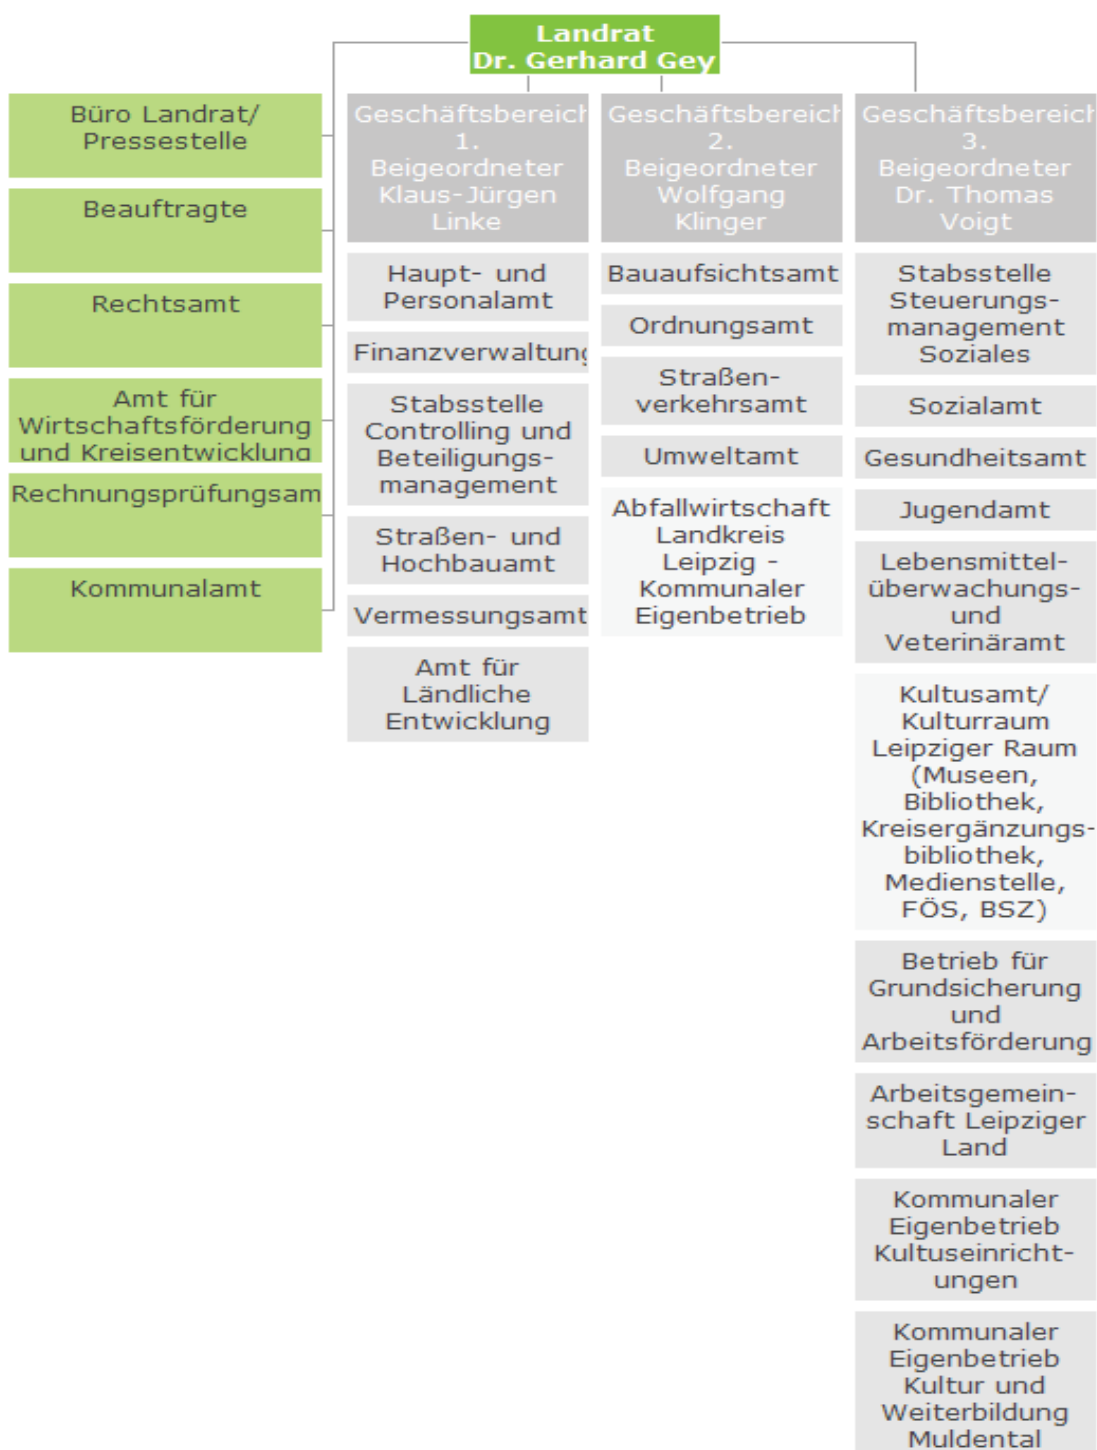 Landrat
Dr. Gerhard Gey
Büro Landrat/
Pressestelle
Beauftragte
Rechtsamt
Amt für
Wirtschaftsförderung
und Kreisentwicklung
Rechnungsprüfungsam
Kommunalamt
Geschäftsbereich
1.
Beigeordneter
Klaus-Jürgen
Linke
Haupt- und
Personalamt
Finanzverwaltung
Stabsstelle
Controlling und
Beteiligungs-
management
Straßen- und
Hochbauamt
Vermessungsamt
Amt für
Ländliche
Entwicklung
Geschäftsbereich
2.
Beigeordneter
Wolfgang
Klinger
Bauaufsichtsamt
Ordnungsamt
Straßen-
verkehrsamt
Umweltamt
Abfallwirtschaft
Landkreis
Leipzig -
Kommunaler
Eigenbetrieb
Geschäftsbereich
3.
Beigeordneter
Dr. Thomas
Voigt
Stabsstelle
Steuerungs-
management
Soziales
Sozialamt
Gesundheitsamt
Jugendamt
Lebensmittel-
überwachungs-
und
Veterinäramt
Kultusamt/
Kulturraum
Leipziger Raum
(Museen,
Bibliothek,
Kreisergänzungs-
bibliothek,
Medienstelle,
FÖS, BSZ)
Betrieb für
Grundsicherung
und
Arbeitsförderung
Arbeitsgemein-
schaft Leipziger
Land
Kommunaler
Eigenbetrieb
Kultuseinricht-
ungen
Kommunaler
Eigenbetrieb
Kultur und
Weiterbildung
Muldental